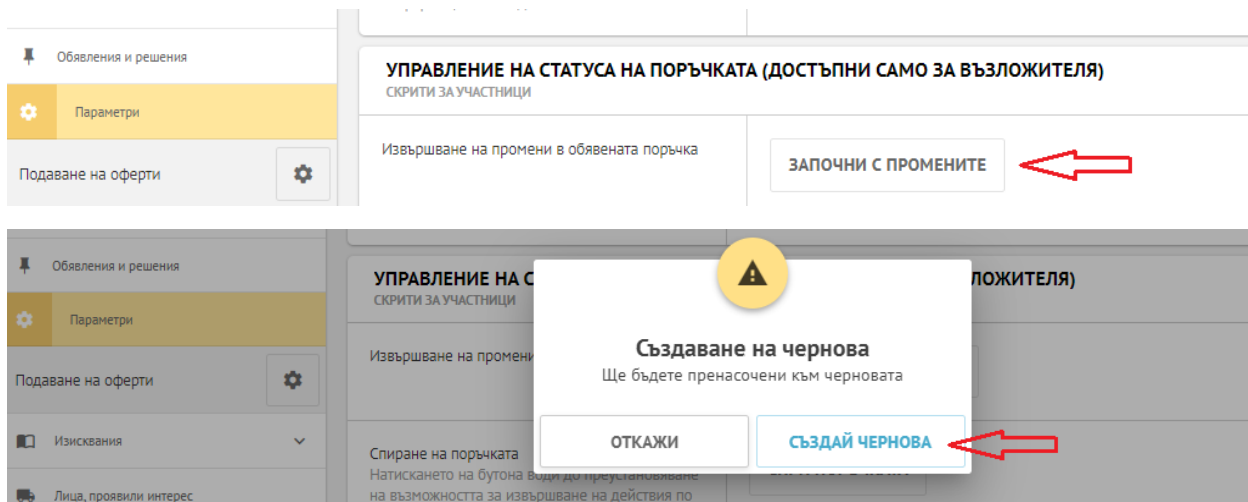 Обявления и решения
УПРАВЛЕНИЕ НА СТАТУСА НА ПОРЪЧКАТА (ДОСТЪПНИ САМО ЗА ВЪЗЛОЖИТЕЛЯ)
СКРИТИ ЗА УЧАСТНИЦИ
Параметри
Извършване на промени в обявената поръчка
ЗАПОЧНИ С ПРОМЕНИТЕ
Подаване на оферти
Обявления и решения
УПРАВЛЕНИЕ НА С
ЛОЖИТЕЛЯ)
СКРИТИ ЗА УЧАСТНИЦИ
Параметри
Създаване на чернова
Извършване на промени
Ще бъдете пренасочени към черновата
Подаване на оферти
ОТКАЖИ
СЪЗДАЙ ЧЕРНОВА
Изисквания
Спиране на поръчката
Натискането на бутона води до преустановяване
на възможността за извършване на действия по
Лица, проявили интерес